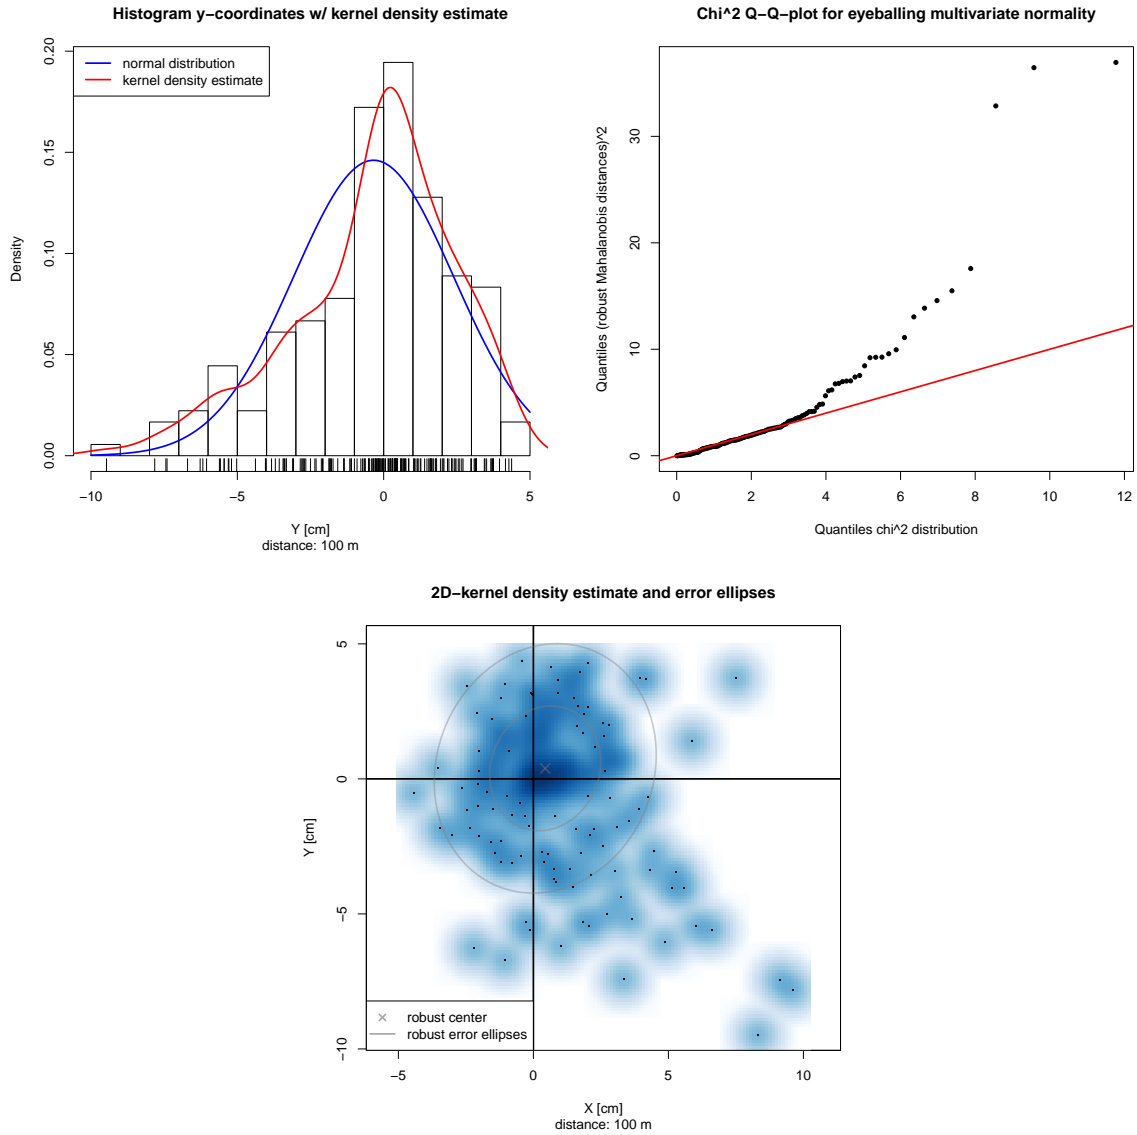 Histogram y−coordinates w/ kernel density estimate
normal distribution
kernel density estimate
Density
0.00
0.05
0.10
0.15
0.20
−10
−5
0
5
Y [cm]
distance: 100 m
Chi^2 Q−Q−plot for eyeballing multivariate normality
Quantiles (robust Mahalanobis distances)^2
0
10
20
30
0
2
4
6
8
10
12
Quantiles chi^2 distribution
2D−kernel density estimate and error ellipses
Y [cm]
5
0
−5
−10
robust center
robust error ellipses
−5
0
5
10
X [cm]
distance: 100 m